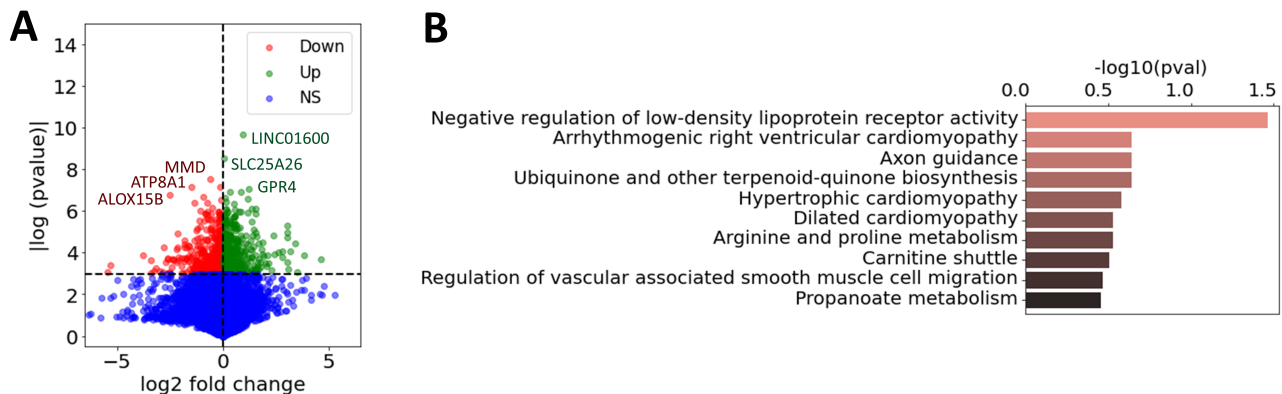 A
14
12
10
8
6
4
2
0
|log (pvalue)|
Down
Up
NS
LINC01600
SLC25A26
MMD
ATP8A1
GPR4
ALOX15B
−5 0 5
log2 fold change
B
-log10(pval)
0.0 0.5 1.0 1.5
Negative regulation of low-density lipoprotein receptor activity
Arrhythmogenic right ventricular cardiomyopathy
Axon guidance
Ubiquinone and other terpenoid-quinone biosynthesis
Hypertrophic cardiomyopathy
Dilated cardiomyopathy
Arginine and proline metabolism
Carnitine shuttle
Regulation of vascular associated smooth muscle cell migration
Propanoate metabolism